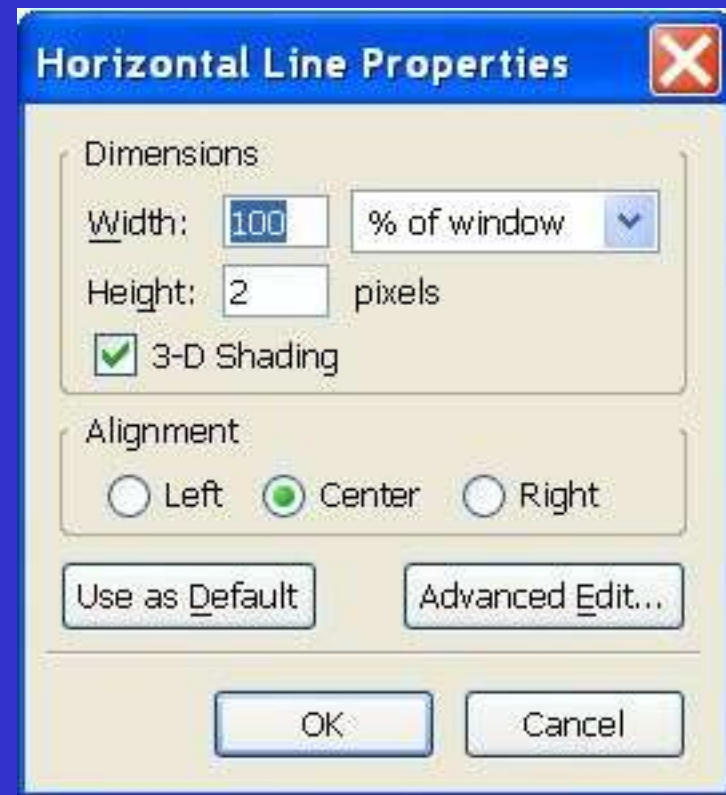 Horizontal Line Properties
Dimensions
Width: 100 % of window
Height: 2 pixels
3-D Shading
Alignment
Left Center Right
Use as Default Advanced Edit...
OK Cancel